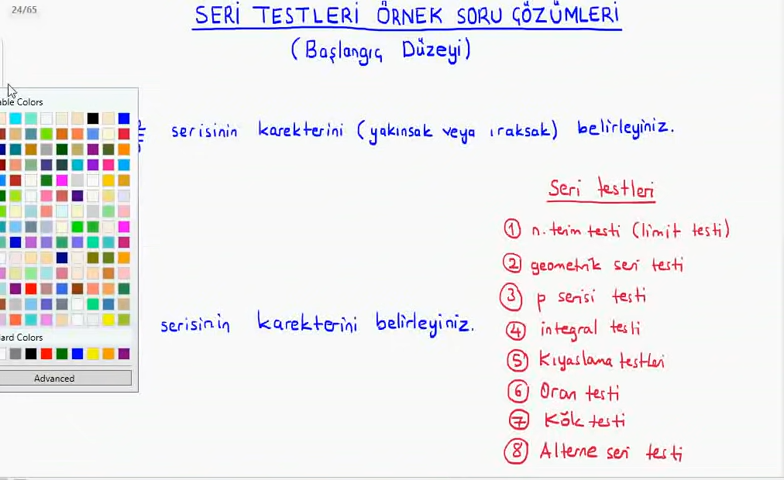 24/65
SERİ TESTLERİ ÖRNEK SORU ÇÖZÜMLERİ
(Başlangıç Düzeyi)
able Colors
serisinin karekterini (yakınsak veya ıraksak) belirleyiniz.
Seri testleri
① n. terim testi (limit testi)
② geometrik seri testi
③ p serisi testi
serisinin karekterini belirleyiniz.
④ integral testi
ard Colors
⑤ Kıyaslama testleri
Advanced
⑥ Oran testi
⑦ Kök testi
⑧ Alterne seri testi